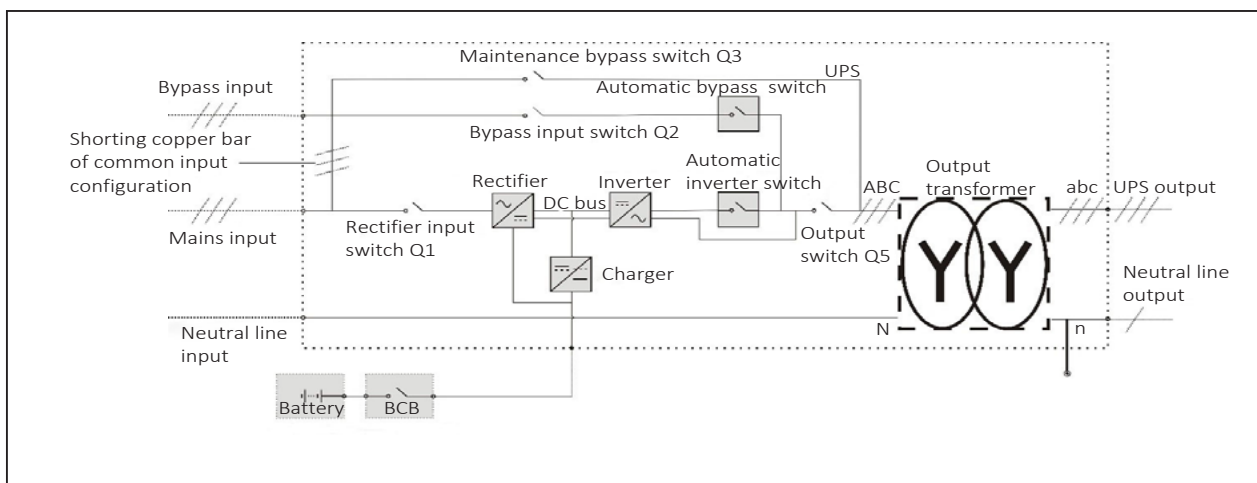 Maintenance bypass switch Q3
UPS
Bypass input
Automatic bypass switch
Bypass input switch Q2
Shorting copper bar
of common input
configuration
Automatic
inverter switch
Output
transformer
Rectifier
Inverter
DC bus
ABC
abc
UPS output
Mains input
Rectifier input
switch Q1
Output
switch Q5
Charger
Neutral line
output
Neutral line
input
N
n
Battery
BCB